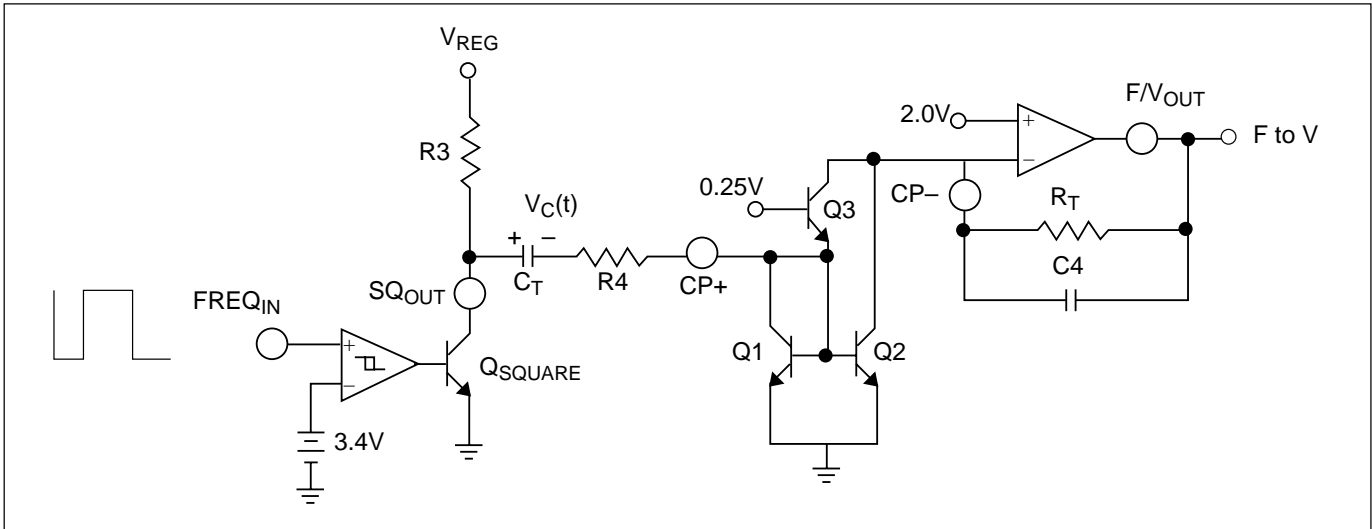 V_REG
R3
V_C(t)
+ −
C_T
R4
CP+
SQ_OUT
FREQ_IN
+
−
3.4V
Q_SQUARE
0.25V
Q3
Q1
Q2
2.0V
+
−
F/V_OUT
F to V
CP–
R_T
C4